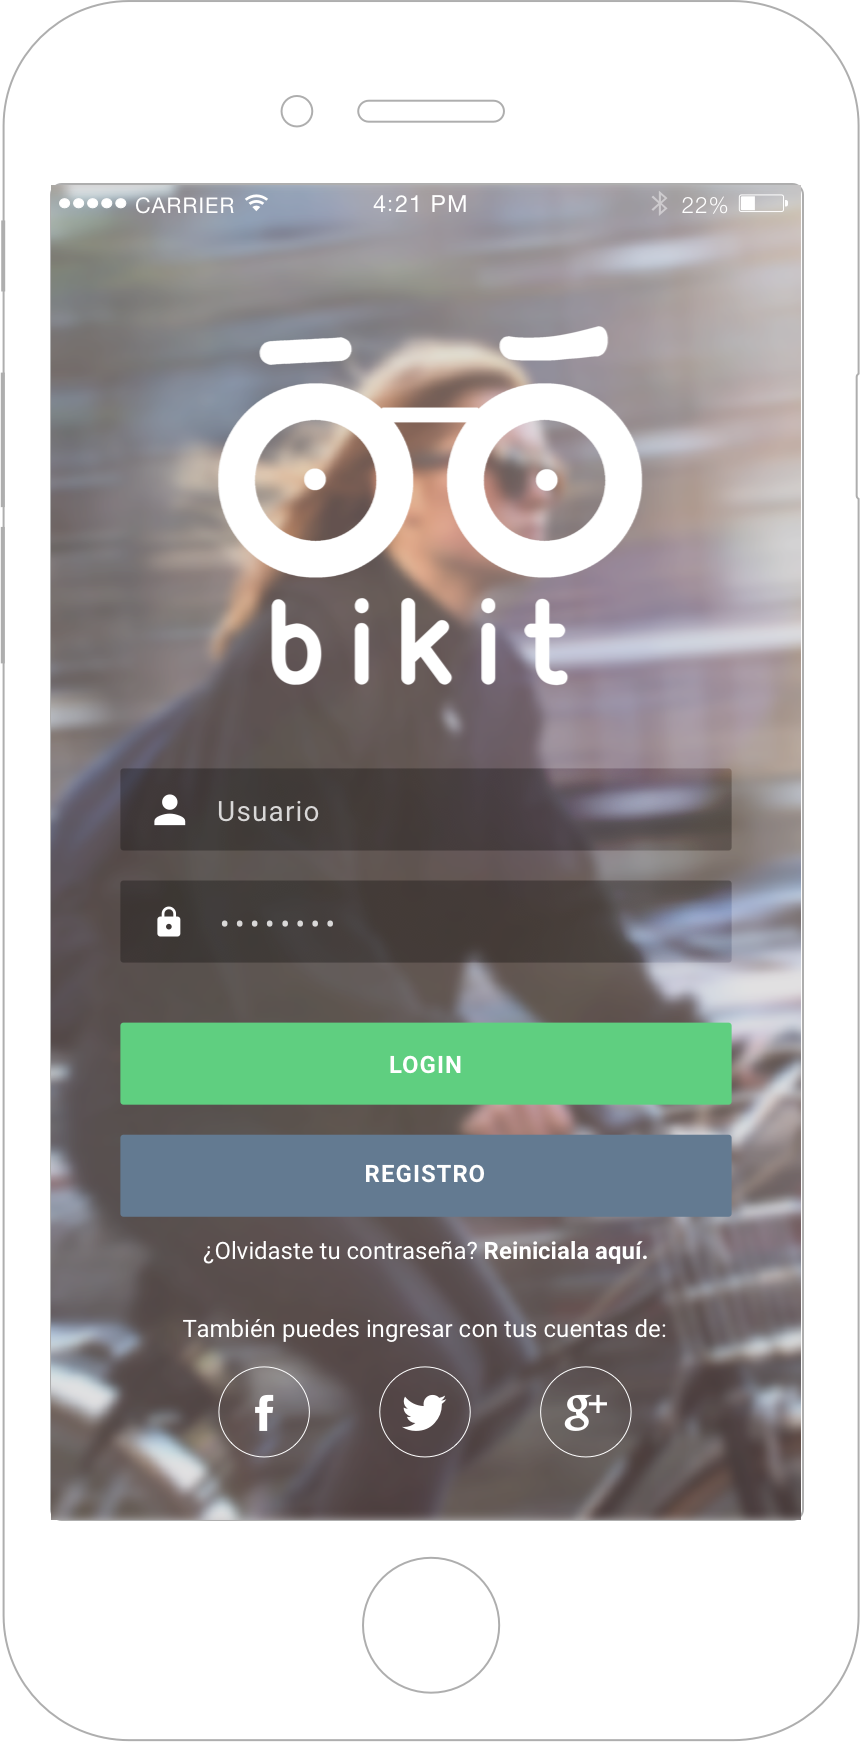 CARRIER 4:21 PM 22%
bikit
Usuario
LOGIN
REGISTRO
¿Olvidaste tu contraseña? Reiniciala aquí.
También puedes ingresar con tus cuentas de:
f g+